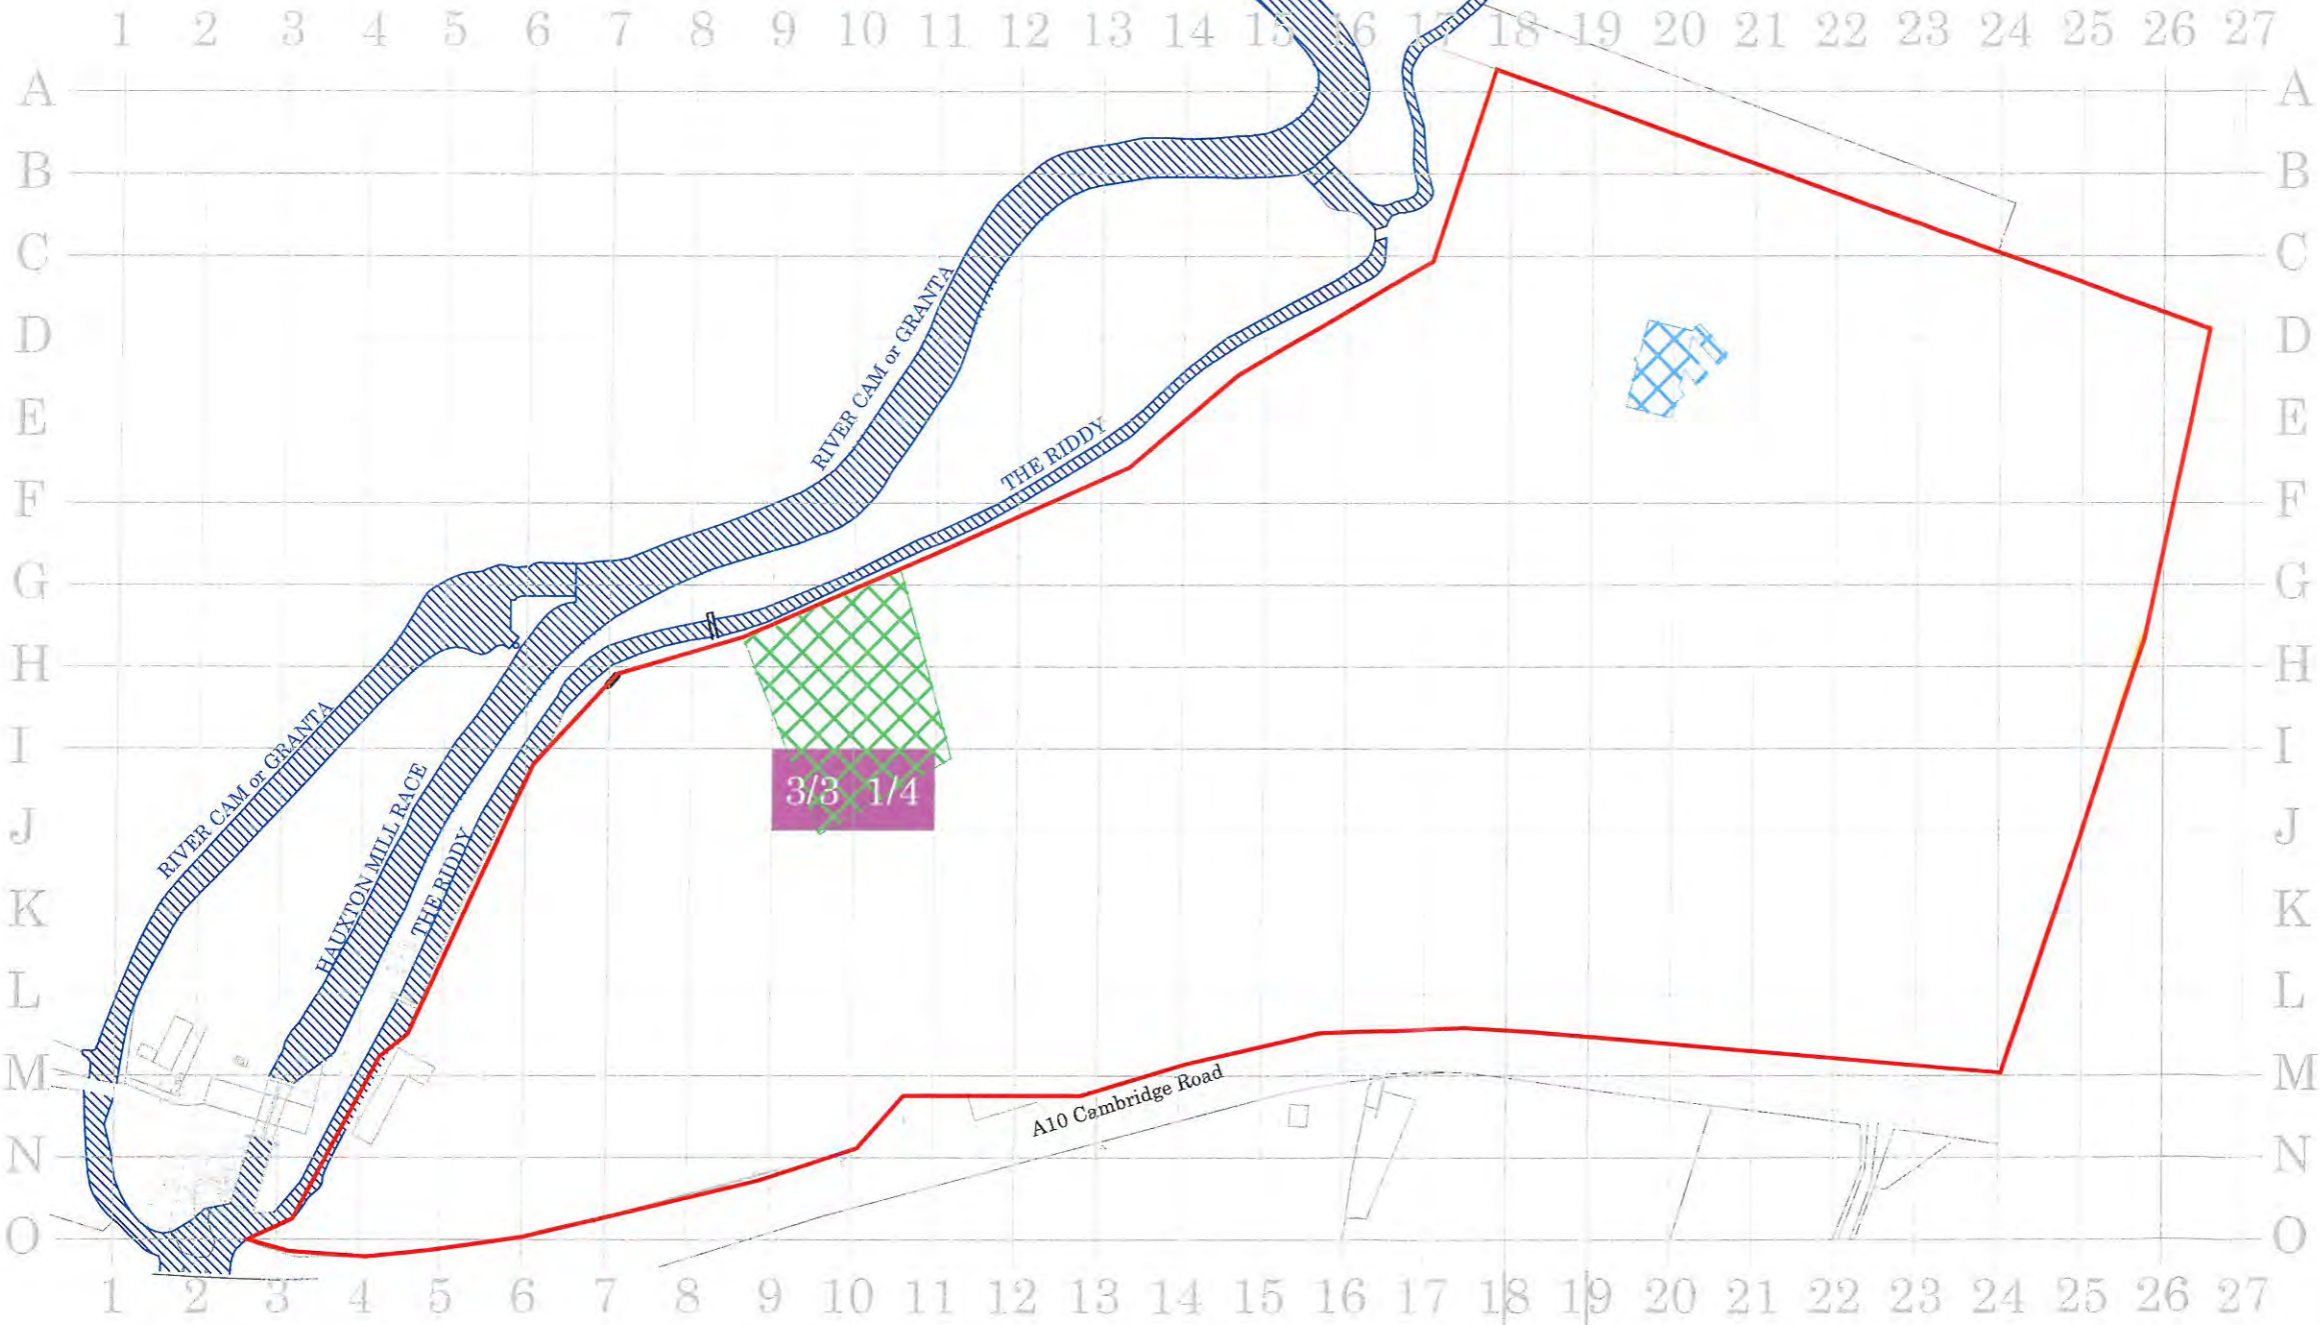 1 2 3 4 5 6 7 8 9 10 11 12 13 14 15 16 17 18 19 20 21 22 23 24 25 26 27
A A
B B
C C
RIVER CAM or GRANTA
D D
E E
THE RIDDY
F F
G G
H H
RIVER CAM or GRANTA
I I
3/3 1/4
HAUXTON MILL RACE
THE RIDDY
J J
K K
L L
M M
A10 Cambridge Road
N N
O O
1 2 3 4 5 6 7 8 9 10 11 12 13 14 15 16 17 18 19 20 21 22 23 24 25 26 27